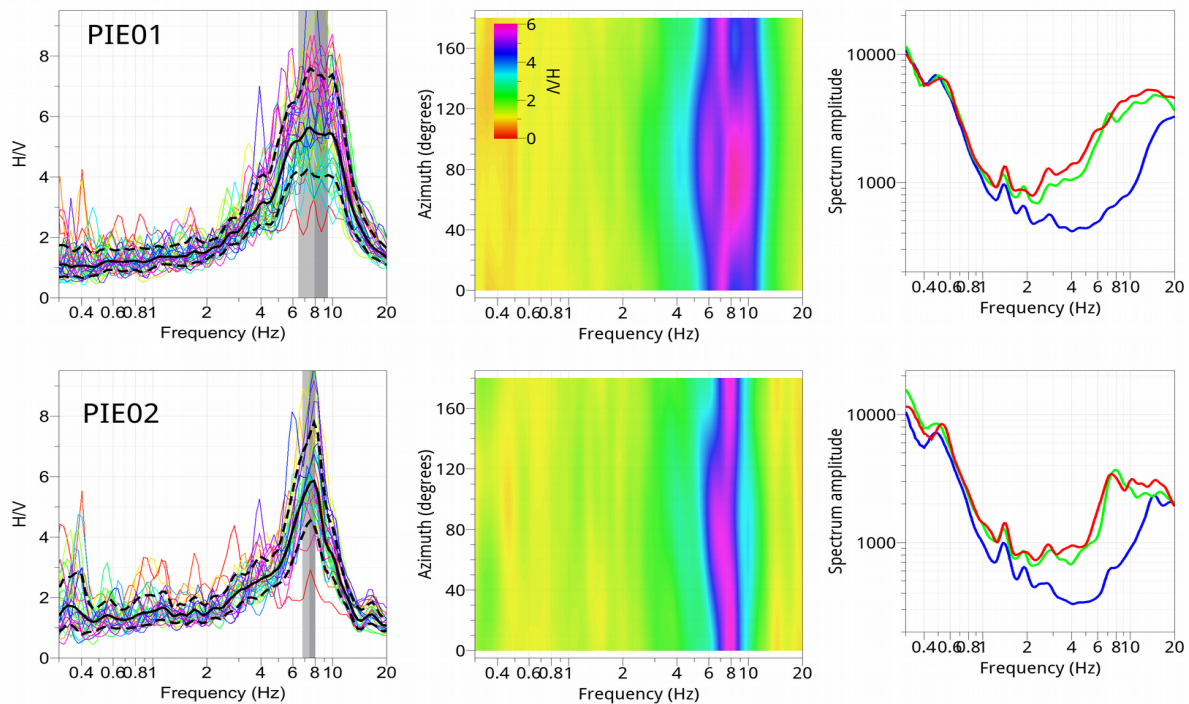 PIE01
H/V
8
6
4
2
0
0.4 0.6 0.8 1 2 4 6 8 10 20
Frequency (Hz)
Azimuth (degrees)
160
120
80
40
0
6
4
2
0
H/V
0.4 0.6 0.8 1 2 4 6 8 10 20
Frequency (Hz)
Spectrum amplitude
10000
1000
0.4 0.6 0.8 1 2 4 6 8 10 20
Frequency (Hz)
PIE02
H/V
8
6
4
2
0
0.4 0.6 0.8 1 2 4 6 8 10 20
Frequency (Hz)
Azimuth (degrees)
160
120
80
40
0
0.4 0.6 0.8 1 2 4 6 8 10 20
Frequency (Hz)
Spectrum amplitude
10000
1000
0.4 0.6 0.8 1 2 4 6 8 10 20
Frequency (Hz)